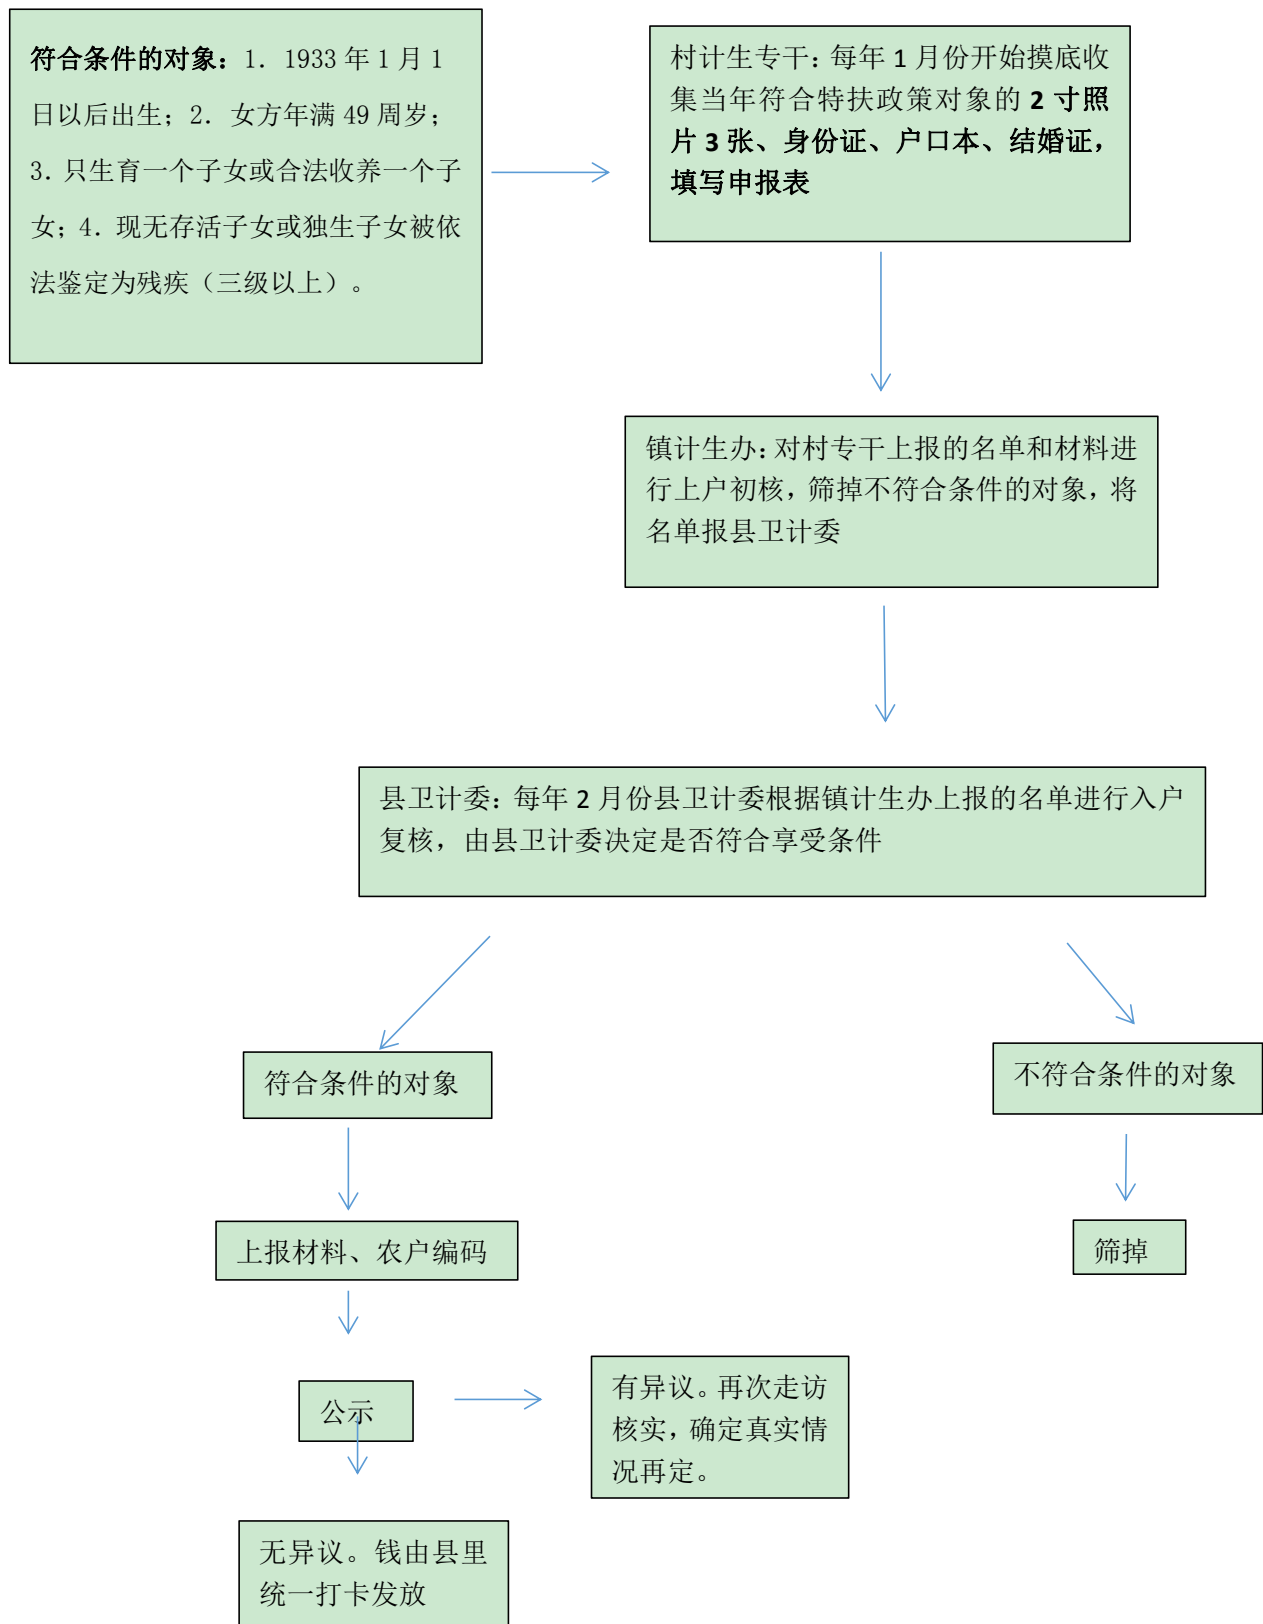 符合条件的对象：1．1933年1月1
日以后出生；2．女方年满49周岁；
3.只生育一个子女或合法收养一个子
女；4．现无存活子女或独生子女被依
法鉴定为残疾（三级以上）。
村计生专干：每年1月份开始摸底收
集当年符合特扶政策对象的2寸照
片3张、身份证、户口本、结婚证，
填写申报表
镇计生办：对村专干上报的名单和材料进
行上户初核，筛掉不符合条件的对象，将
名单报县卫计委
县卫计委：每年2月份县卫计委根据镇计生办上报的名单进行入户
复核，由县卫计委决定是否符合享受条件
符合条件的对象
不符合条件的对象
上报材料、农户编码
筛掉
公示
有异议。再次走访
核实，确定真实情
况再定。
无异议。钱由县里
统一打卡发放